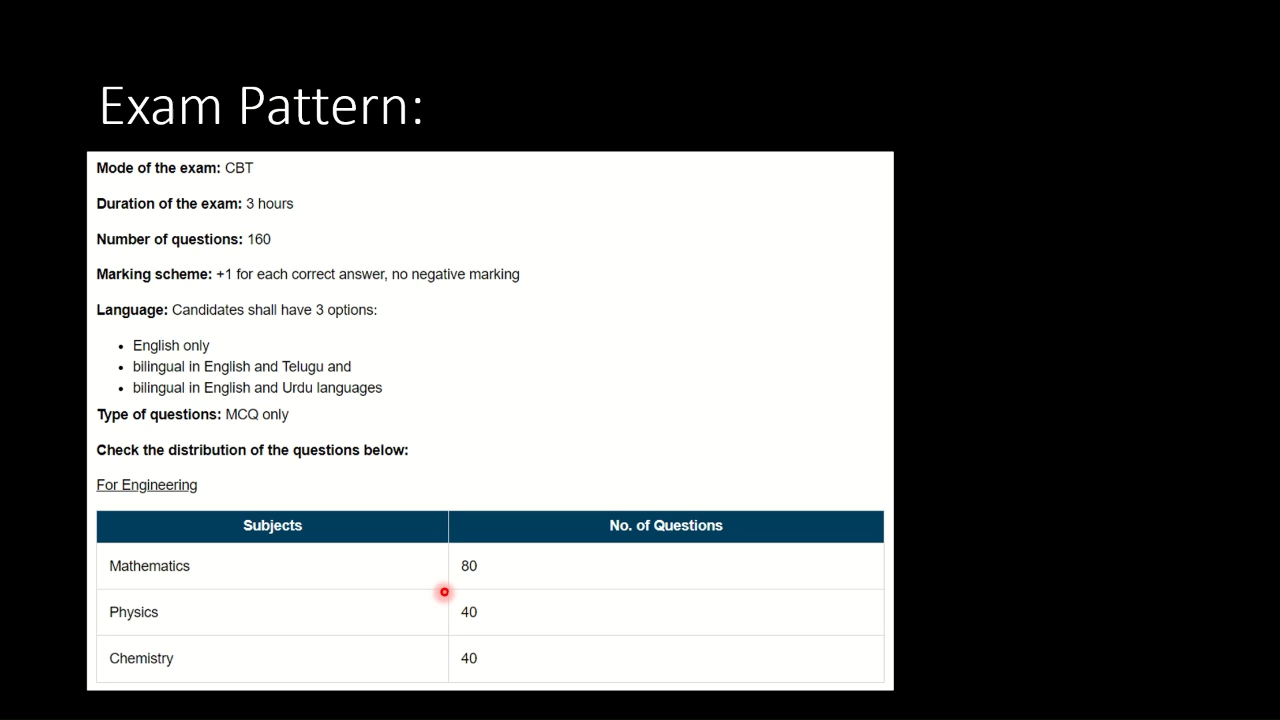 Exam Pattern:
Mode of the exam: CBT
Duration of the exam: 3 hours
Number of questions: 160
Marking scheme: +1 for each correct answer, no negative marking
Language: Candidates shall have 3 options:
• English only
• bilingual in English and Telugu and
• bilingual in English and Urdu languages
Type of questions: MCQ only
Check the distribution of the questions below:
For Engineering
Subjects No. of Questions
Mathematics 80
Physics 40
Chemistry 40